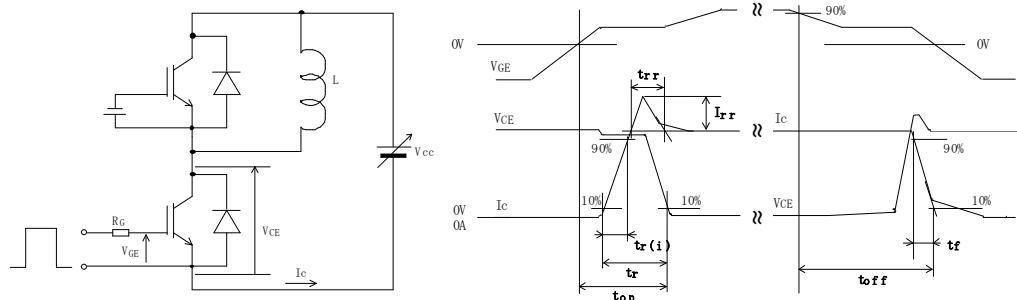 L
Vcc
RG
VGE
VCE
Ic
0V
VGE
90%
0V
trr
Irr
VCE
Ic
90%
90%
10%
10%
VCE
10%
0V
0A
Ic
tr(i)
tf
tr
toff
ton